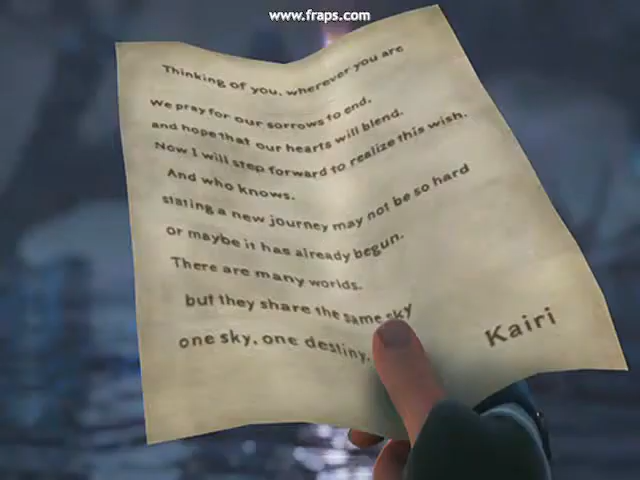 www.fraps.com
Thinking of you, wherever you are
We pray for our sorrows to end,
and hope that our hearts will blend.
Now I will step forward to realize this wish.
And who knows.
stating a new journey may not be so hard
or maybe it has already begun.
There are many worlds.
but they share the same sky
one sky, one destiny.
Kairi